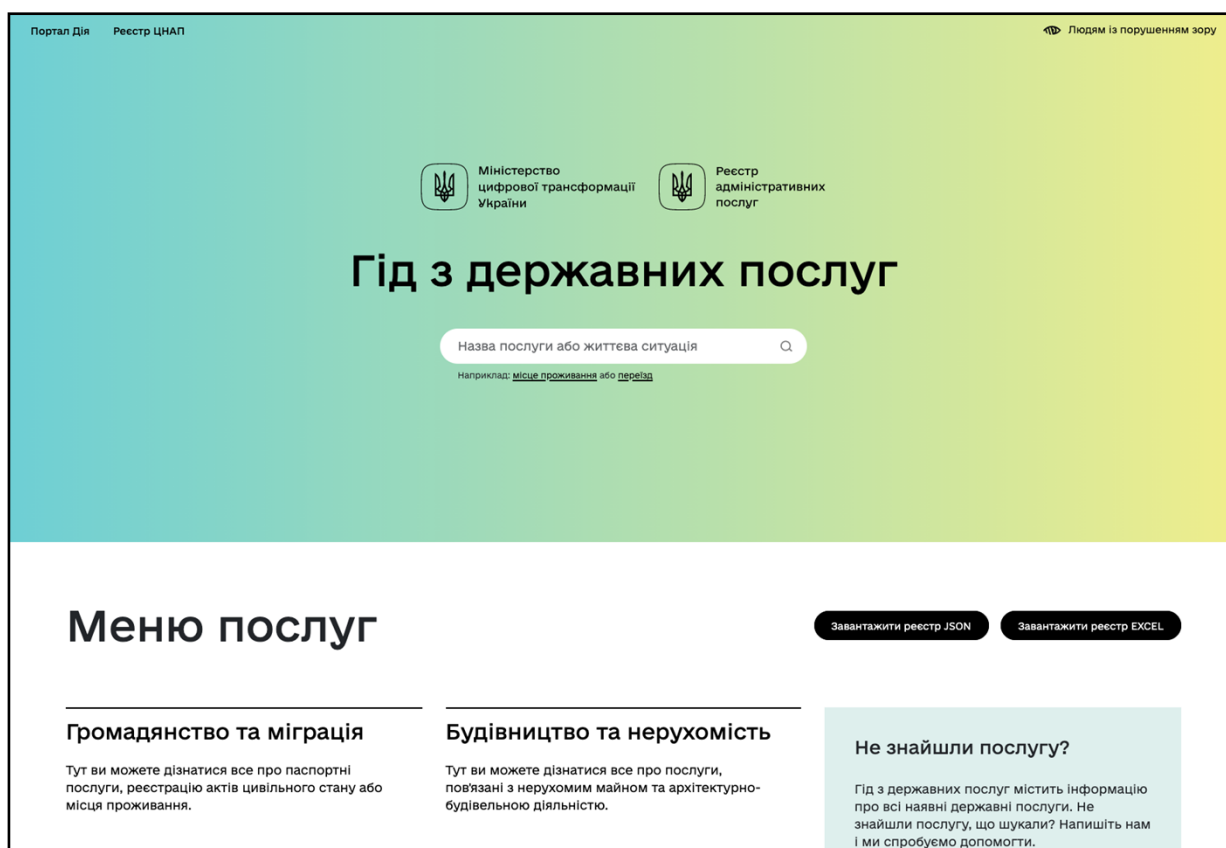 Портал Дія Реєстр ЦНАП
Людям із порушенням зору
Міністерство
цифрової трансформації
України
Реєстр
адміністративних
послуг
Гід з державних послуг
Назва послуги або життєва ситуація
Наприклад: місце проживання або переїзд
Меню послуг
Завантажити реєстр JSON
Завантажити реєстр EXCEL
Громадянство та міграція
Тут ви можете дізнатися все про паспортні
послуги, реєстрацію актів цивільного стану або
місця проживання.
Будівництво та нерухомість
Тут ви можете дізнатися все про послуги,
пов'язані з нерухомим майном та архітектурно-
будівельною діяльністю.
Не знайшли послугу?
Гід з державних послуг містить інформацію
про всі наявні державні послуги. Не
знайшли послугу, що шукали? Напишіть нам
і ми спробуємо допомогти.